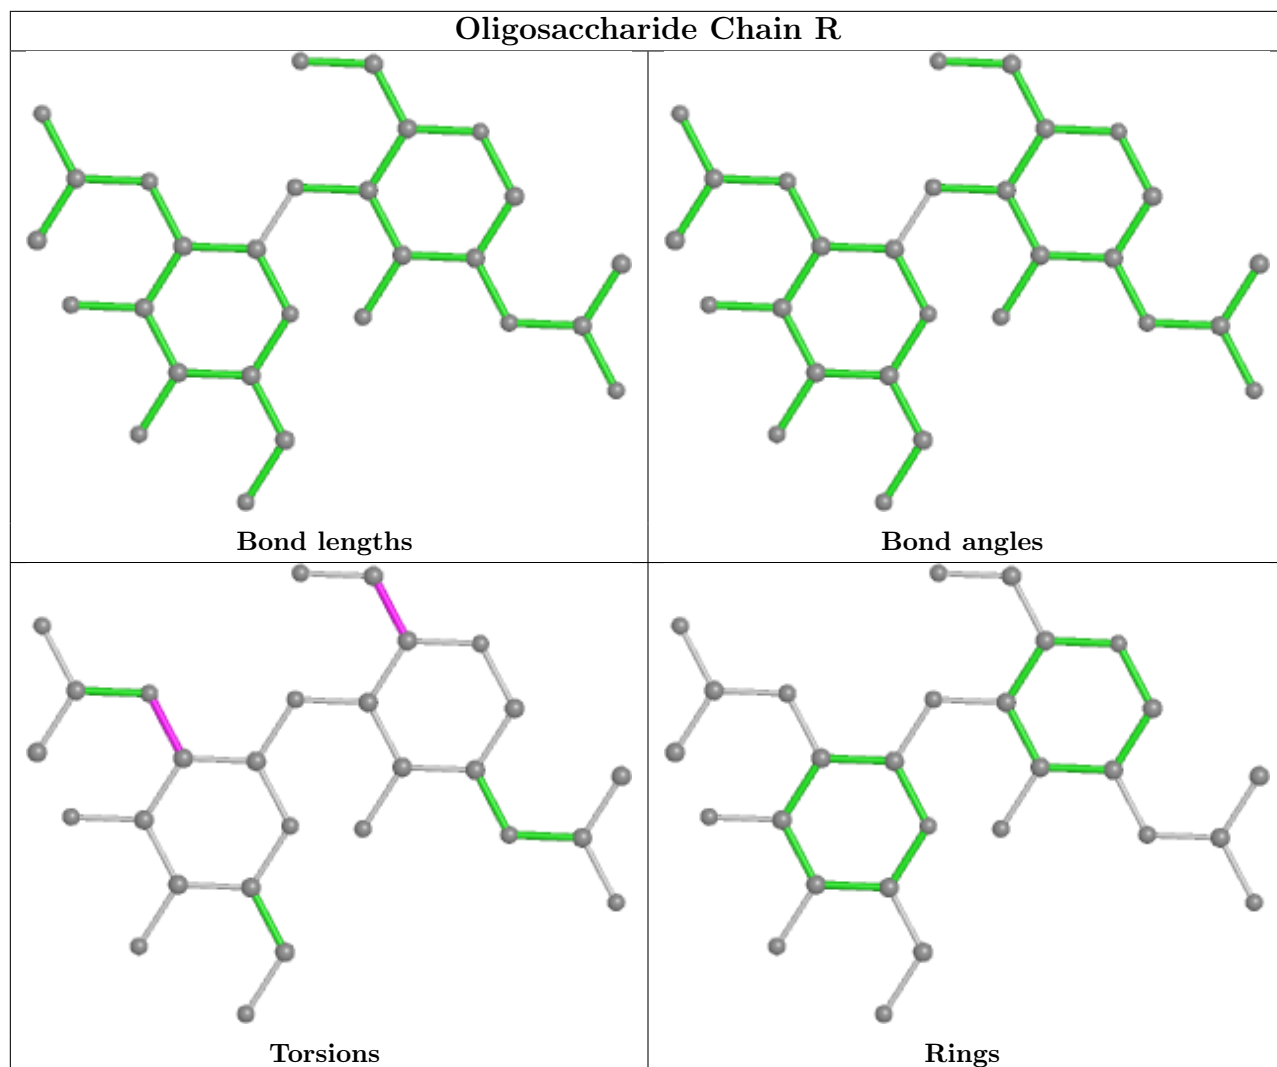 Oligosaccharide Chain R
Bond lengths
Bond angles
Torsions
Rings